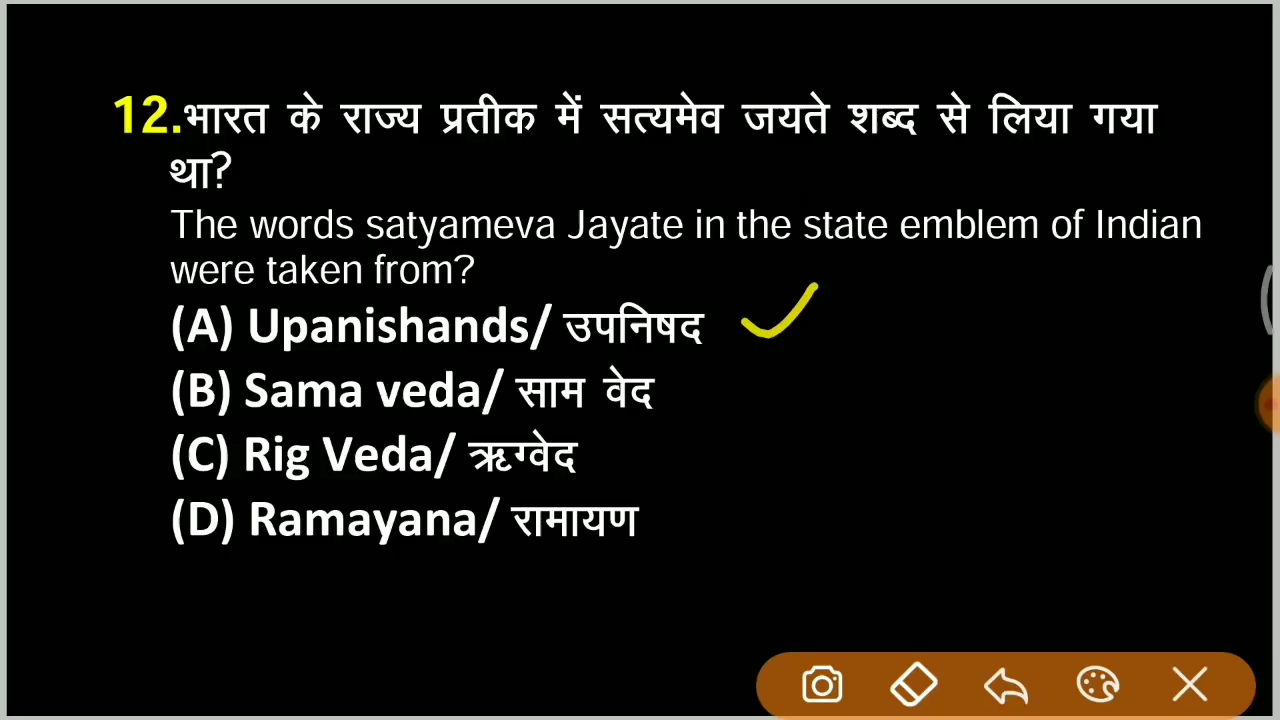 12.भारत के राज्य प्रतीक में सत्यमेव जयते शब्द से लिया गया
था?
The words satyameva Jayate in the state emblem of Indian
were taken from?
(A) Upanishands/ उपनिषद
(B) Sama veda/ साम वेद
(C) Rig Veda/ ऋग्वेद
(D) Ramayana/ रामायण